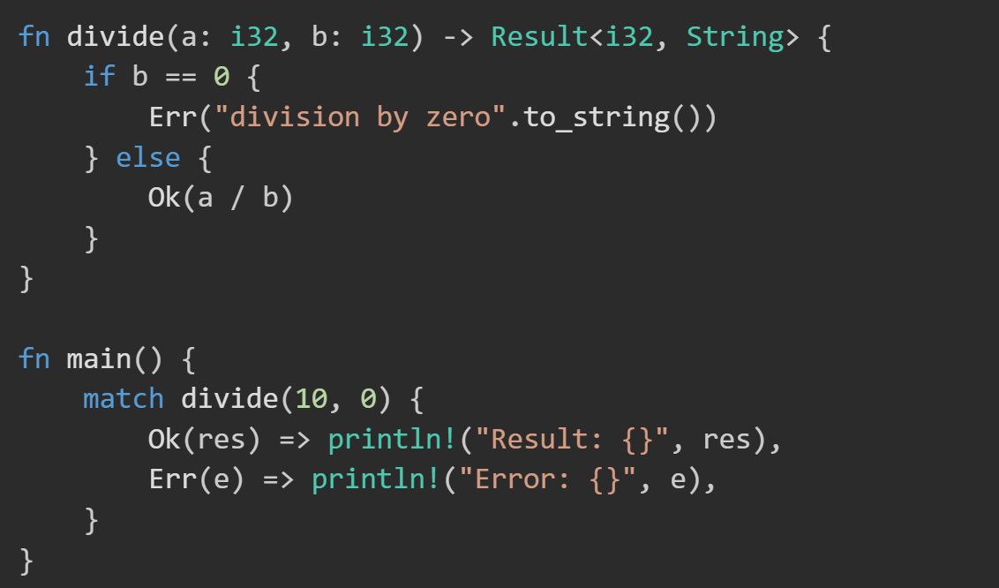 fn divide(a: i32, b: i32) -> Result<i32, String> {
    if b == 0 {
        Err("division by zero".to_string())
    } else {
        Ok(a / b)
    }
}

fn main() {
    match divide(10, 0) {
        Ok(res) => println!("Result: {}", res),
        Err(e) => println!("Error: {}", e),
    }
}